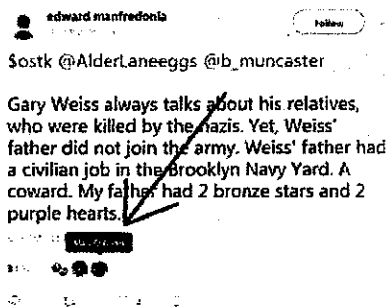 edward manfredonia
Follow
$ostk @AlderLaneeggs @b_muncaster
Gary Weiss always talks about his relatives,
who were killed by the nazis. Yet, Weiss'
father did not join the army. Weiss' father had
a civilian job in the Brooklyn Navy Yard. A
coward. My father had 2 bronze stars and 2
purple hearts.